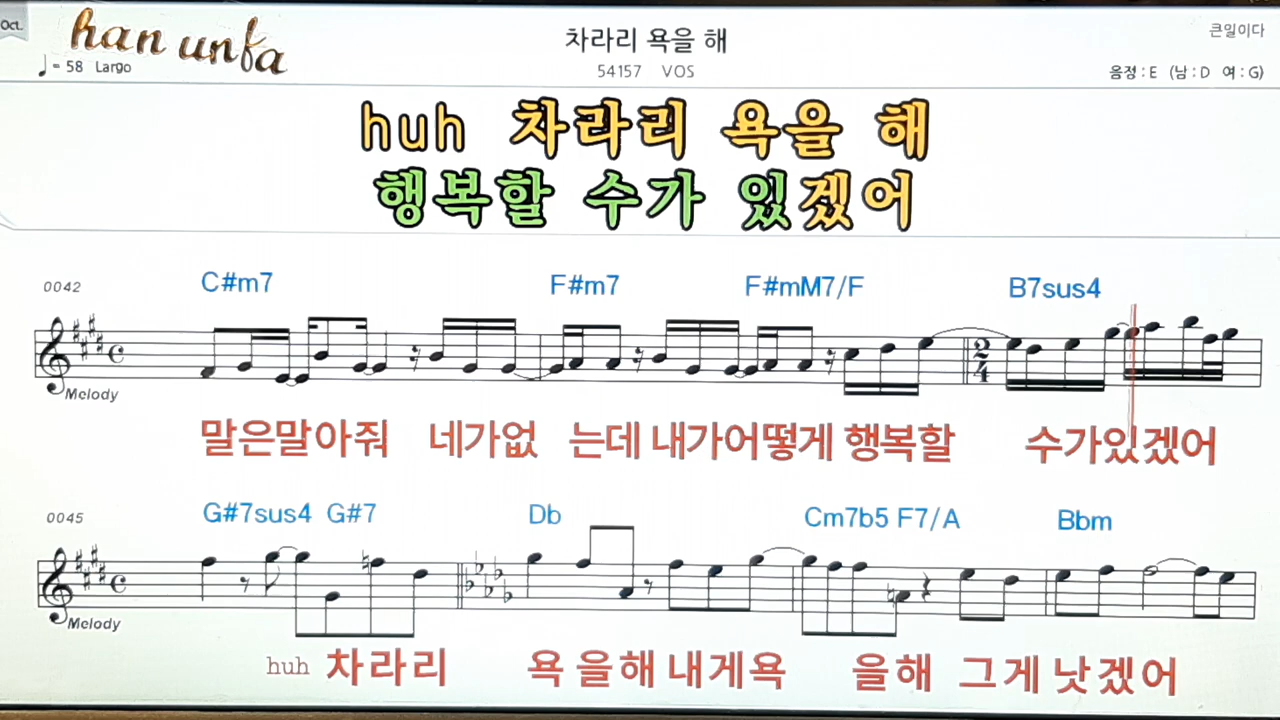 Oct.
han unfa
차라리 욕을 해
큰일이다
♩= 58 Largo
54157 VOS
음정 : E (남 : D 여 : G)
huh 차라리 욕을 해
행복할 수가 있겠어
0042
C#m7 F#m7 F#mM7/F B7sus4
2
4
Melody
말은말아줘 네가없 는데 내가어떻게 행복할 수가있겠어
0045
G#7sus4 G#7 Db Cm7b5 F7/A Bbm
Melody
huh 차라리 욕 을해 내게욕 을해 그게 낫겠어